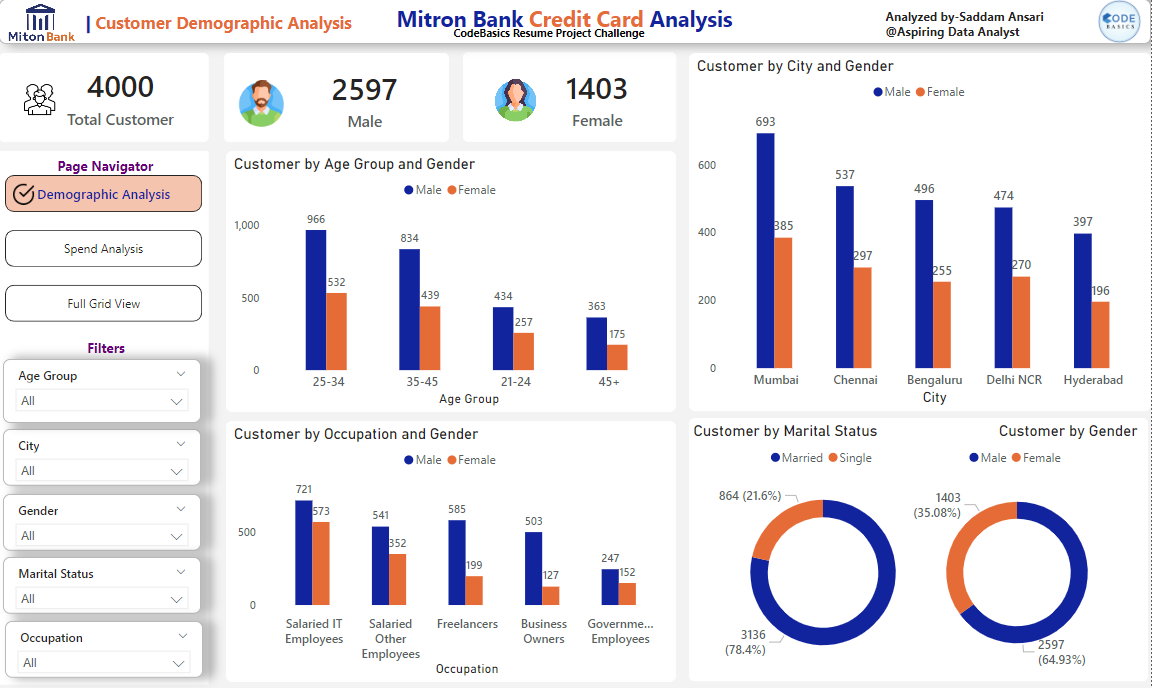 Miton Bank
| Customer Demographic Analysis
Mitron Bank Credit Card Analysis
CodeBasics Resume Project Challenge
Analyzed by-Saddam Ansari
@Aspiring Data Analyst
CODE
BASICS
4000
Total Customer
2597
Male
1403
Female
Page Navigator
Demographic Analysis
Spend Analysis
Full Grid View
Filters
Age Group
All
City
All
Gender
All
Marital Status
All
Occupation
All
Customer by Age Group and Gender
Male Female
1,000
500
0
966
532
834
439
434
257
363
175
25-34 35-45 21-24 45+
Age Group
Customer by Occupation and Gender
Male Female
500
0
721
573
541
352
585
199
503
127
247
152
Salaried IT
Employees
Salaried
Other
Employees
Freelancers
Business
Owners
Governme...
Employees
Occupation
Customer by City and Gender
Male Female
600
400
200
0
693
385
537
297
496
255
474
270
397
196
Mumbai Chennai Bengaluru Delhi NCR Hyderabad
City
Customer by Marital Status
Married Single
864 (21.6%)
3136
(78.4%)
Customer by Gender
Male Female
1403
(35.08%)
2597
(64.93%)